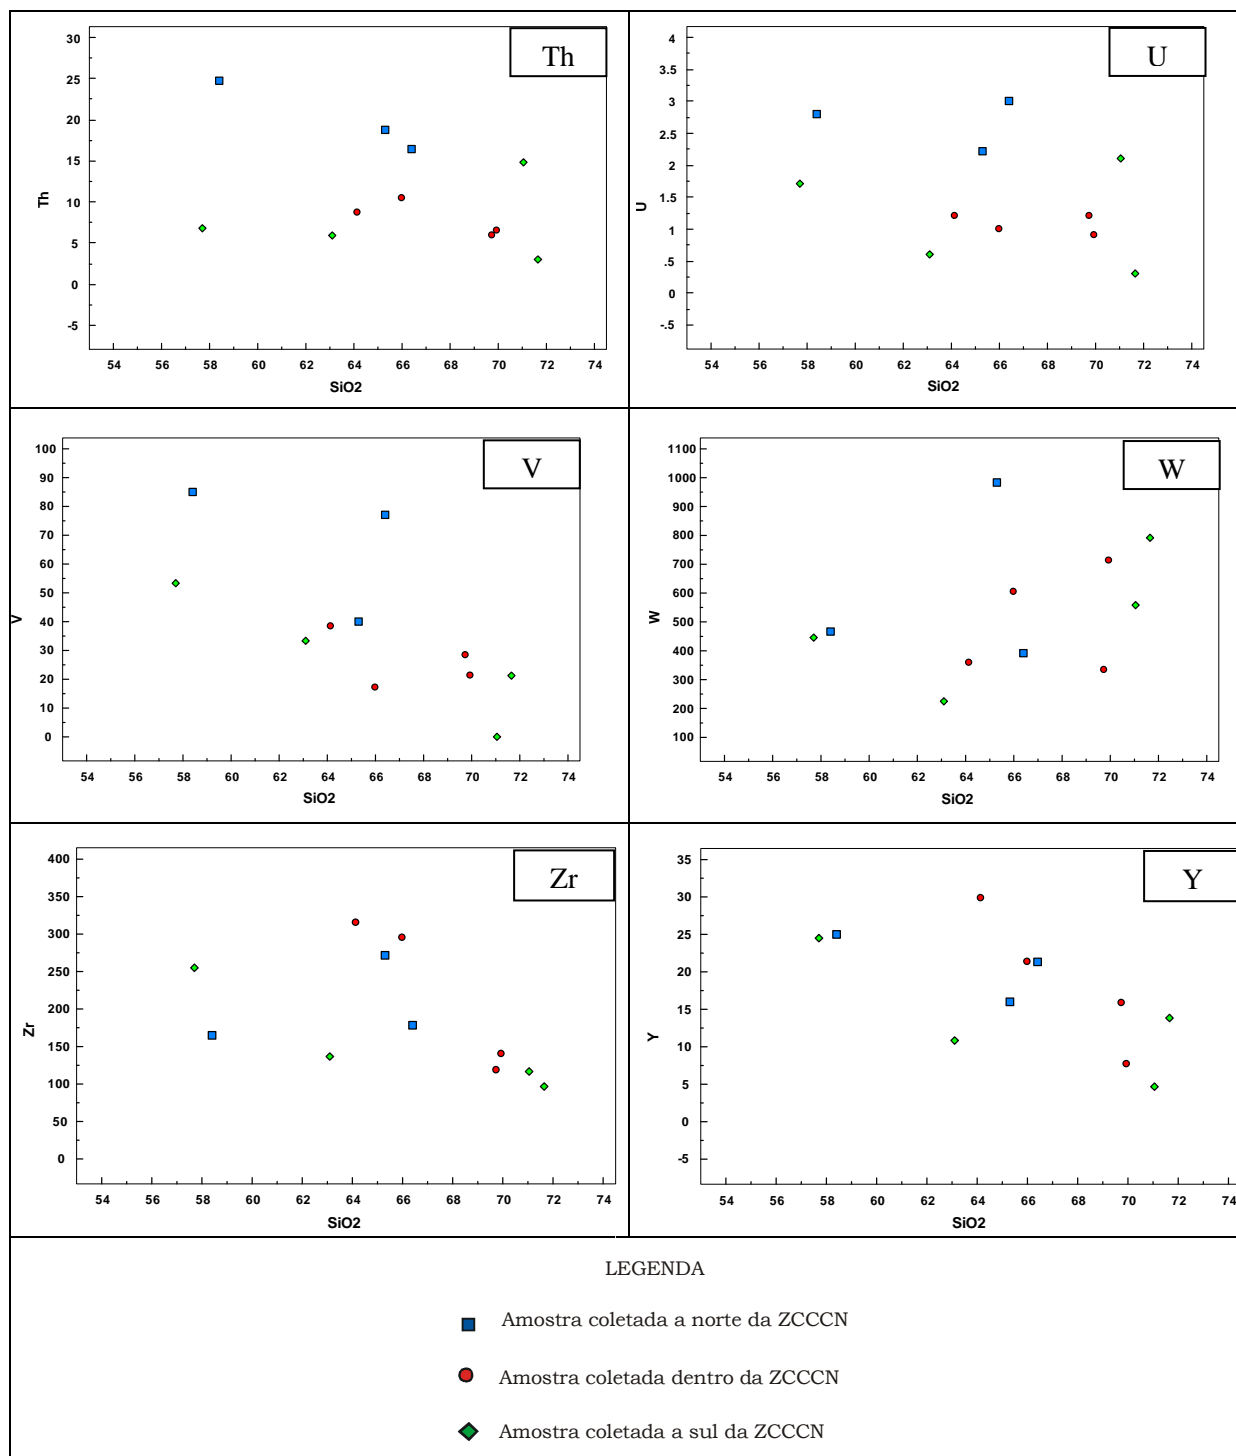 Th
30
25
20
15
10
5
0
-5
Th
54 56 58 60 62 64 66 68 70 72 74
SiO2
U
4
3.5
3
2.5
2
1.5
1
.5
0
-.5
U
54 56 58 60 62 64 66 68 70 72 74
SiO2
V
100
90
80
70
60
50
40
30
20
10
0
V
54 56 58 60 62 64 66 68 70 72 74
SiO2
W
1100
1000
900
800
700
600
500
400
300
200
100
W
54 56 58 60 62 64 66 68 70 72 74
SiO2
Zr
400
350
300
250
200
150
100
50
0
Zr
54 56 58 60 62 64 66 68 70 72 74
SiO2
Y
35
30
25
20
15
10
5
0
-5
Y
54 56 58 60 62 64 66 68 70 72 74
SiO2
LEGENDA
Amostra coletada a norte da ZCCCN
Amostra coletada dentro da ZCCCN
Amostra coletada a sul da ZCCCN